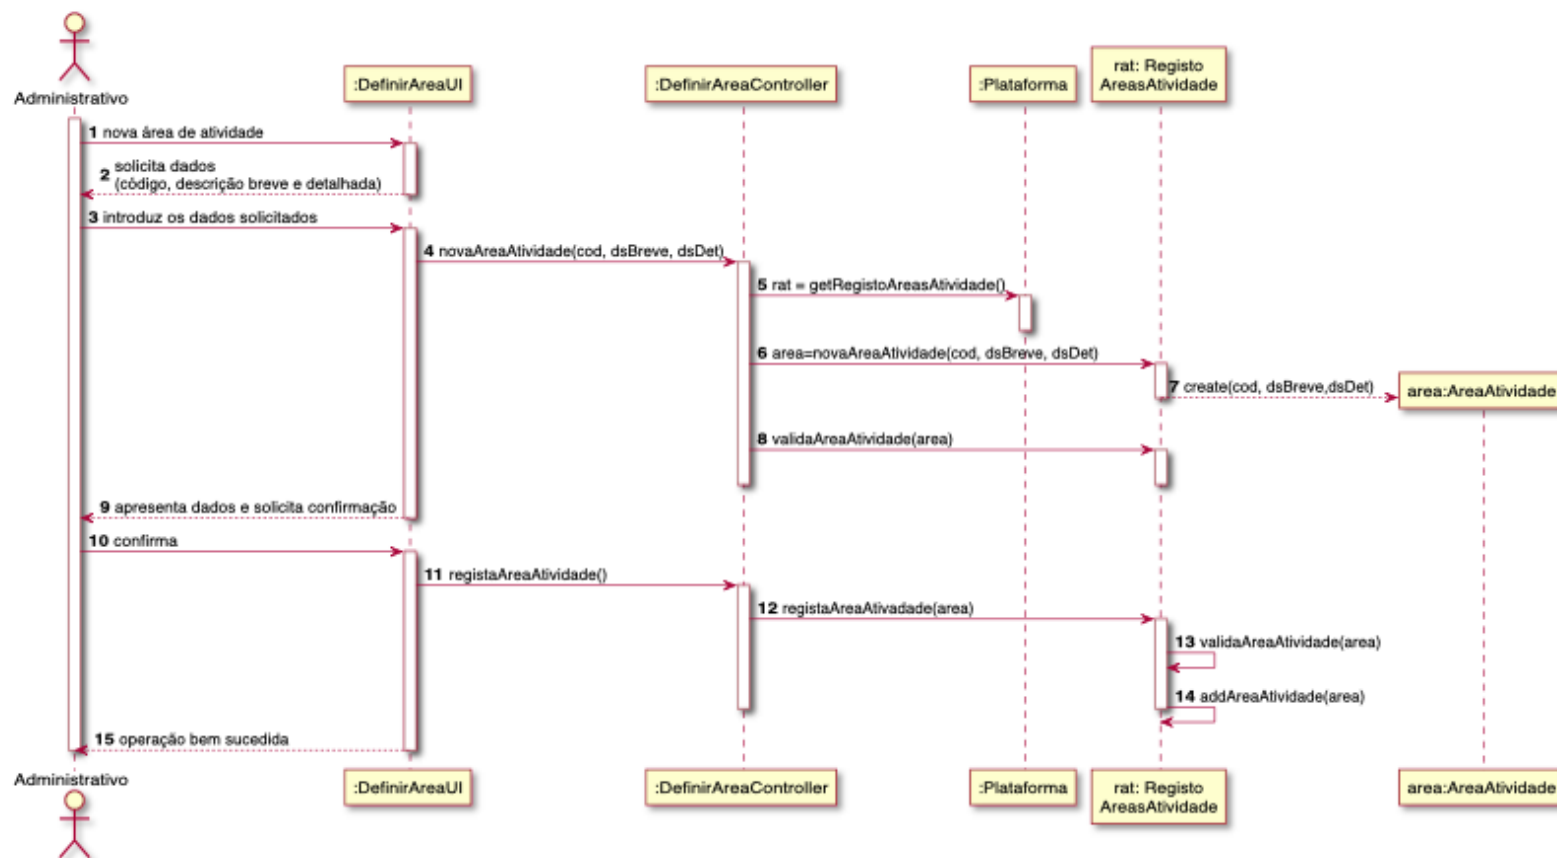 Administrativo
:DefinirAreaUI
:DefinirAreaController
:Plataforma
rat: Registo
AreasAtividade
1 nova área de atividade
2 solicita dados
(código, descrição breve e detalhada)
3 introduz os dados solicitados
4 novaAreaAtividade(cod, dsBreve, dsDet)
5 rat = getRegistoAreasAtividade()
6 area=novaAreaAtividade(cod, dsBreve, dsDet)
7 create(cod, dsBreve,dsDet)
area:AreaAtividade
8 validaAreaAtividade(area)
9 apresenta dados e solicita confirmação
10 confirma
11 registaAreaAtividade()
12 registaAreaAtivadade(area)
13 validaAreaAtividade(area)
14 addAreaAtividade(area)
15 operação bem sucedida
Administrativo
:DefinirAreaUI
:DefinirAreaController
:Plataforma
rat: Registo
AreasAtividade
area:AreaAtividade